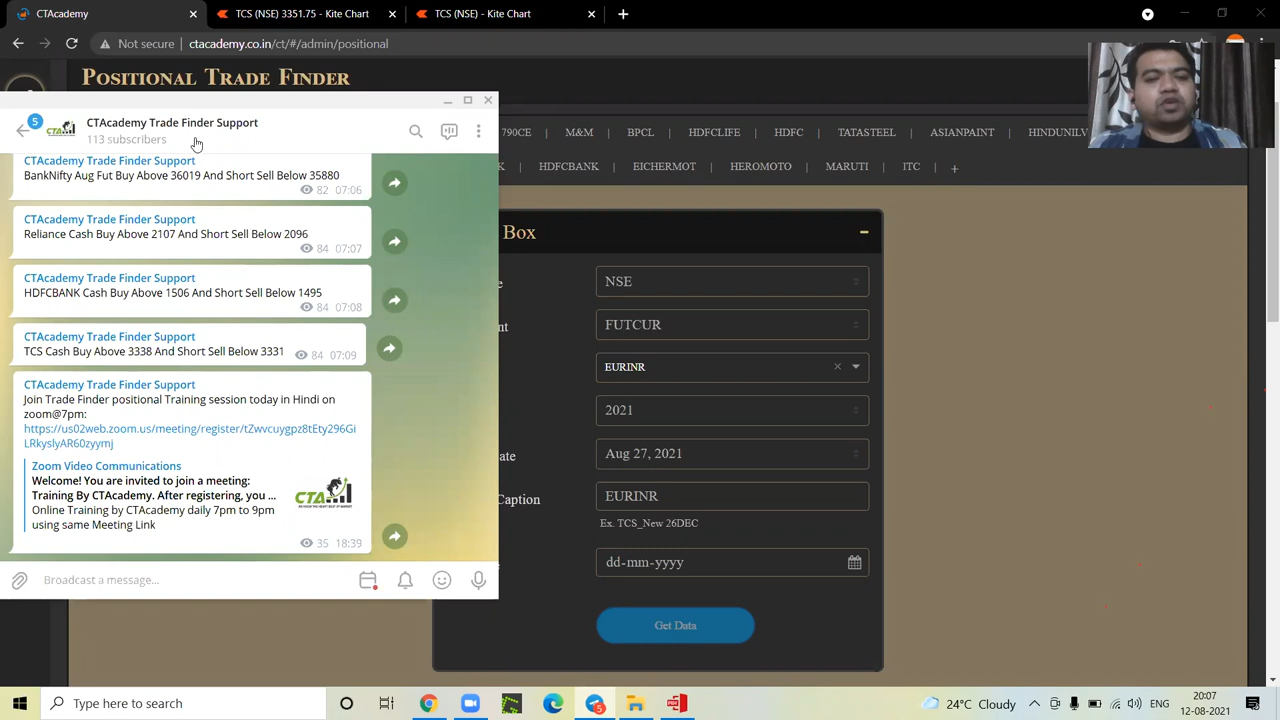 CTAcademy
TCS (NSE) 3351.75 - Kite Chart
TCS (NSE) - Kite Chart
Not secure
ctacademy.co.in/ct/#/admin/positional
POSITIONAL TRADE FINDER
5
CTAcademy Trade Finder Support
113 subscribers
790CE M&M BPCL HDFCLIFE HDFC TATASTEEL ASIANPAINT HINDUNILV
K HDFCBANK EICHERMOT HEROMOTO MARUTI ITC +
CTAcademy Trade Finder Support
BankNifty Aug Fut Buy Above 36019 And Short Sell Below 35880
82 07:06
CTAcademy Trade Finder Support
Reliance Cash Buy Above 2107 And Short Sell Below 2096
84 07:07
CTAcademy Trade Finder Support
HDFCBANK Cash Buy Above 1506 And Short Sell Below 1495
84 07:08
CTAcademy Trade Finder Support
TCS Cash Buy Above 3338 And Short Sell Below 3331
84 07:09
CTAcademy Trade Finder Support
Join Trade Finder positional Training session today in Hindi on
zoom@7pm:
https://us02web.zoom.us/meeting/register/tZwvcuygpz8tEty296Gi
LRkyslyAR60zyymj
Zoom Video Communications
Welcome! You are invited to join a meeting:
Training By CTAcademy. After registering, you ...
Online Training by CTAcademy daily 7pm to 9pm
using same Meeting Link
CTA
35 18:39
Broadcast a message...
Box
e NSE
nt FUTCUR
EURINR
2021
ate Aug 27, 2021
Caption EURINR
Ex. TCS_New 26DEC
e dd-mm-yyyy
Get Data
Type here to search
5
24°C Cloudy
ENG
20:07
12-08-2021